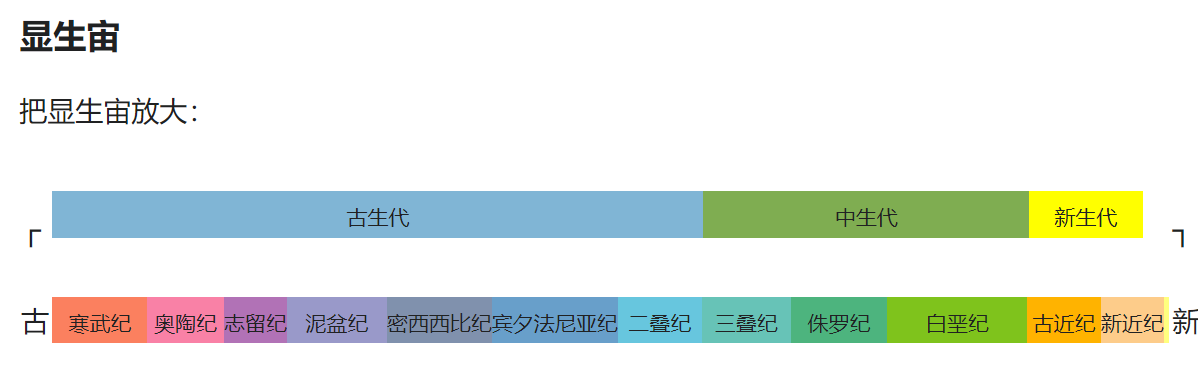 显生宙
把显生宙放大：
古生代 中生代 新生代
┌ ┐
古 寒武纪 奥陶纪 志留纪 泥盆纪 密西西比纪 宾夕法尼亚纪 二叠纪 三叠纪 侏罗纪 白垩纪 古近纪 新近纪 新